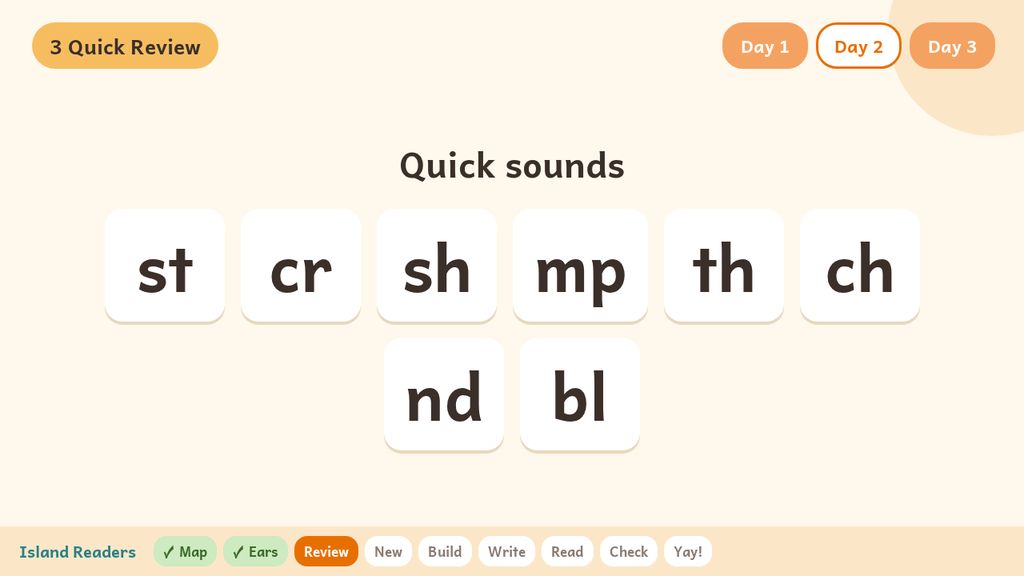 3 Quick Review
Day 1 Day 2 Day 3
Quick sounds
st cr sh mp th ch
nd bl
Island Readers ✓ Map ✓ Ears Review New Build Write Read Check Yay!